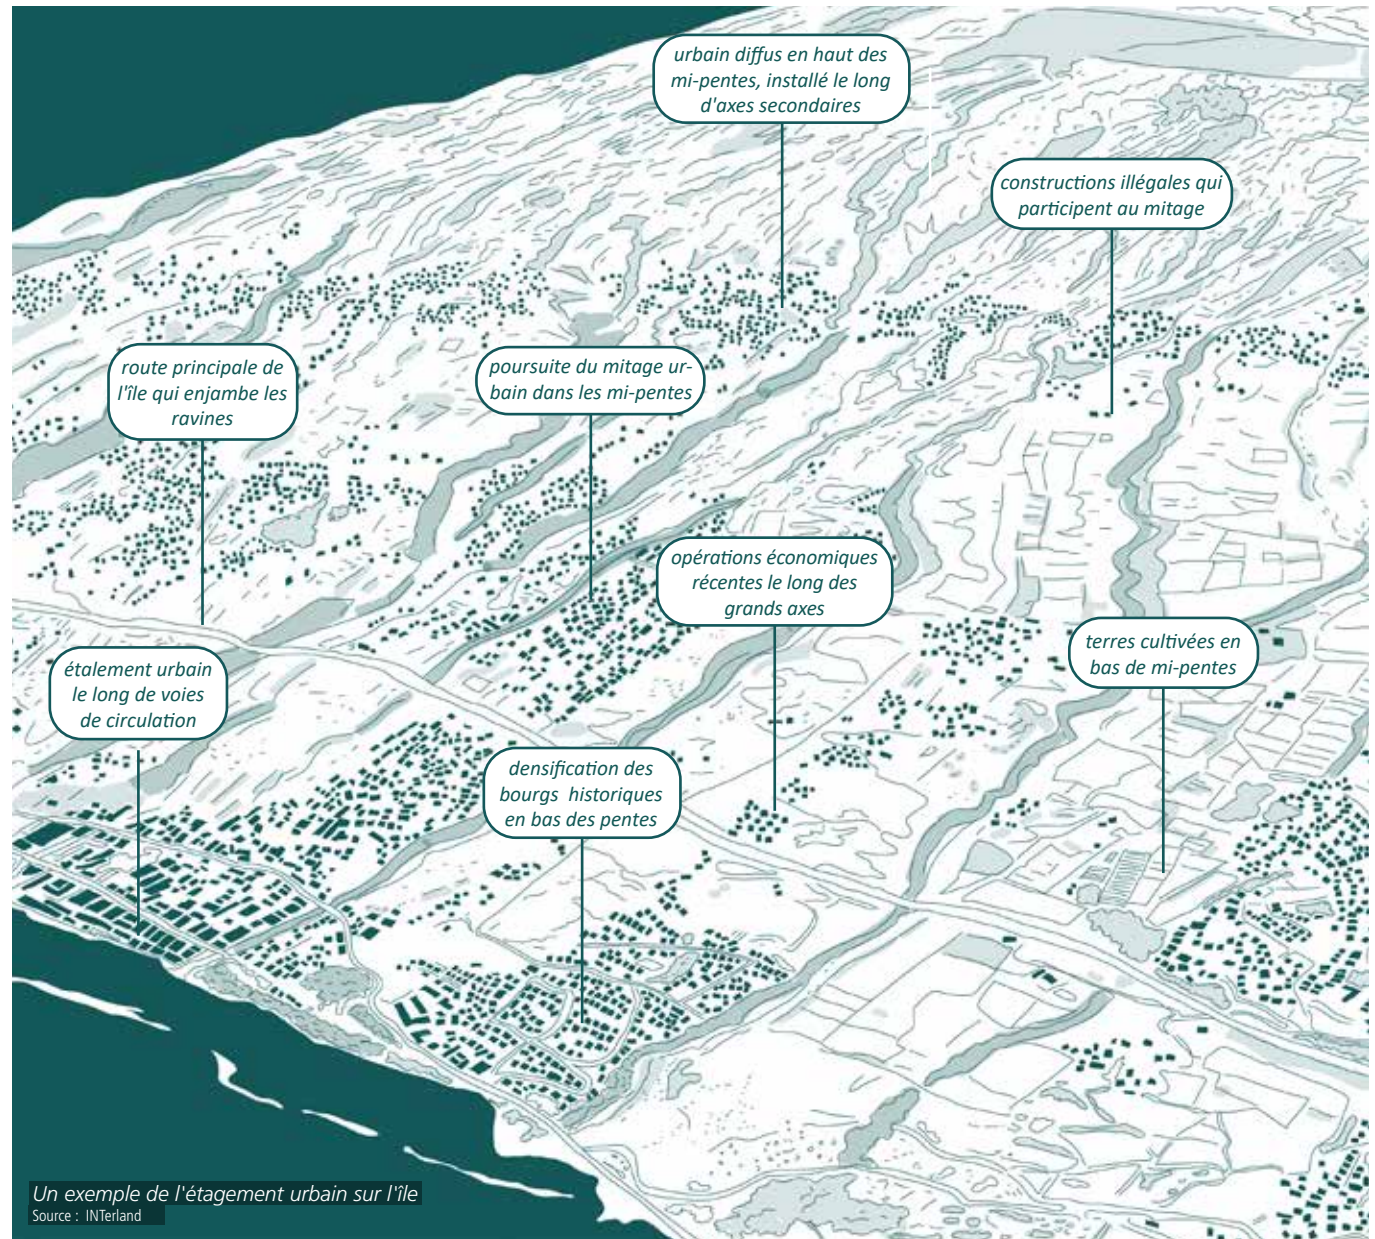 urbain diffus en haut des
mi-pentes, installé le long
d'axes secondaires
constructions illégales qui
participent au mitage
route principale de
l'île qui enjambe les
ravines
poursuite du mitage ur-
bain dans les mi-pentes
opérations économiques
récentes le long des
grands axes
terres cultivées en
bas de mi-pentes
étalement urbain
le long de voies
de circulation
densification des
bourgs historiques
en bas des pentes
Un exemple de l'étagement urbain sur l'île
Source : INTerland